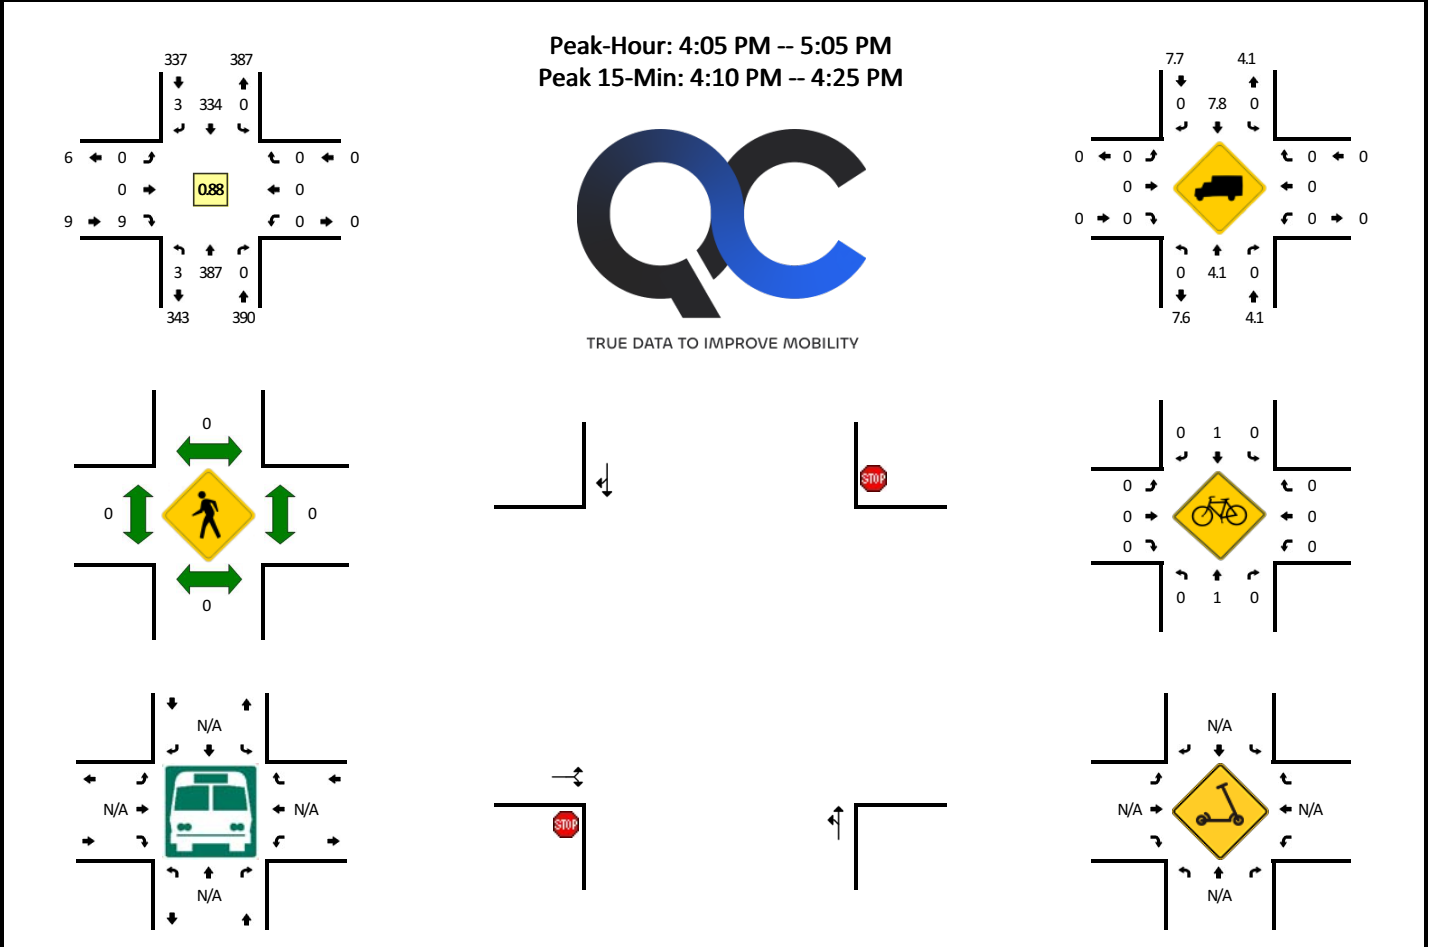 Peak-Hour: 4:05 PM -- 5:05 PM
Peak 15-Min: 4:10 PM -- 4:25 PM
337 387
3 334 0
6 0 0 0
0 0.88 0
9 9 0 0
3 387 0
343 390
TRUE DATA TO IMPROVE MOBILITY
7.7 4.1
0 7.8 0
0 0 0 0
0 0
0 0 0 0
0 4.1 0
7.6 4.1
0
0 0
0
STOP
STOP
0 1 0
0 0
0 0
0 0
0 1 0
N/A
N/A N/A
N/A
N/A
N/A N/A
N/A